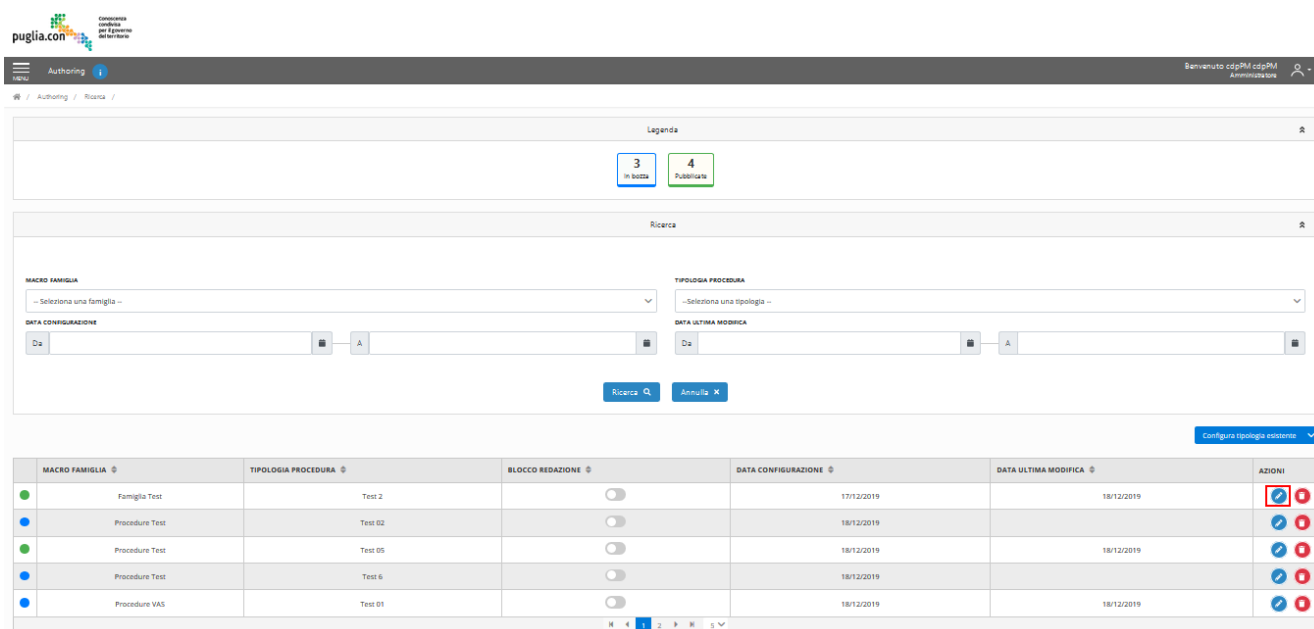 puglia.con
Conoscenza
condivisa
per il governo
del territorio
MENU
Authoring i
Benvenuto cdpPM cdpPM
Amministratore
/ Authoring / Ricerca /
Legenda
3
In bozza
4
Pubblicate
Ricerca
MACRO FAMIGLIA
-- Seleziona una famiglia --
TIPOLOGIA PROCEDURA
--Seleziona una tipologia --
DATA CONFIGURAZIONE
Da A
DATA ULTIMA MODIFICA
Da A
Ricerca
Annulla ×
Configura tipologia esistente
MACRO FAMIGLIA TIPOLOGIA PROCEDURA BLOCCO REDAZIONE DATA CONFIGURAZIONE DATA ULTIMA MODIFICA AZIONI
Famiglia Test Test 2 17/12/2019 18/12/2019
Procedure Test Test 02 18/12/2019
Procedure Test Test 05 18/12/2019 18/12/2019
Procedure Test Test 6 18/12/2019
Procedure VAS Test 01 18/12/2019 18/12/2019
1 2 5